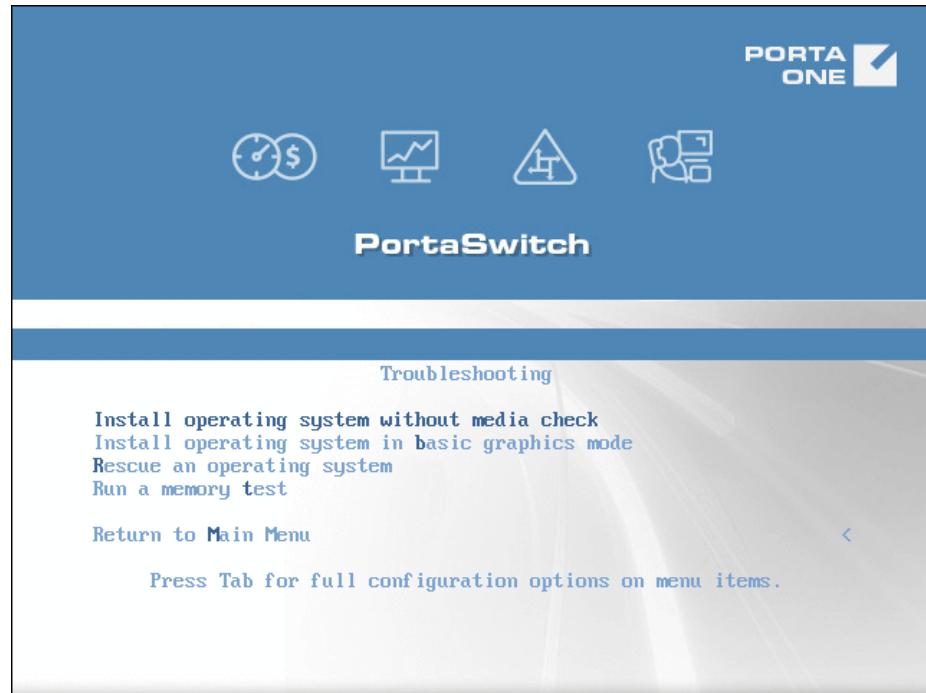 PORTA
ONE
PortaSwitch
Troubleshooting
Install operating system without media check
Install operating system in basic graphics mode
Rescue an operating system
Run a memory test
Return to Main Menu <
Press Tab for full configuration options on menu items.